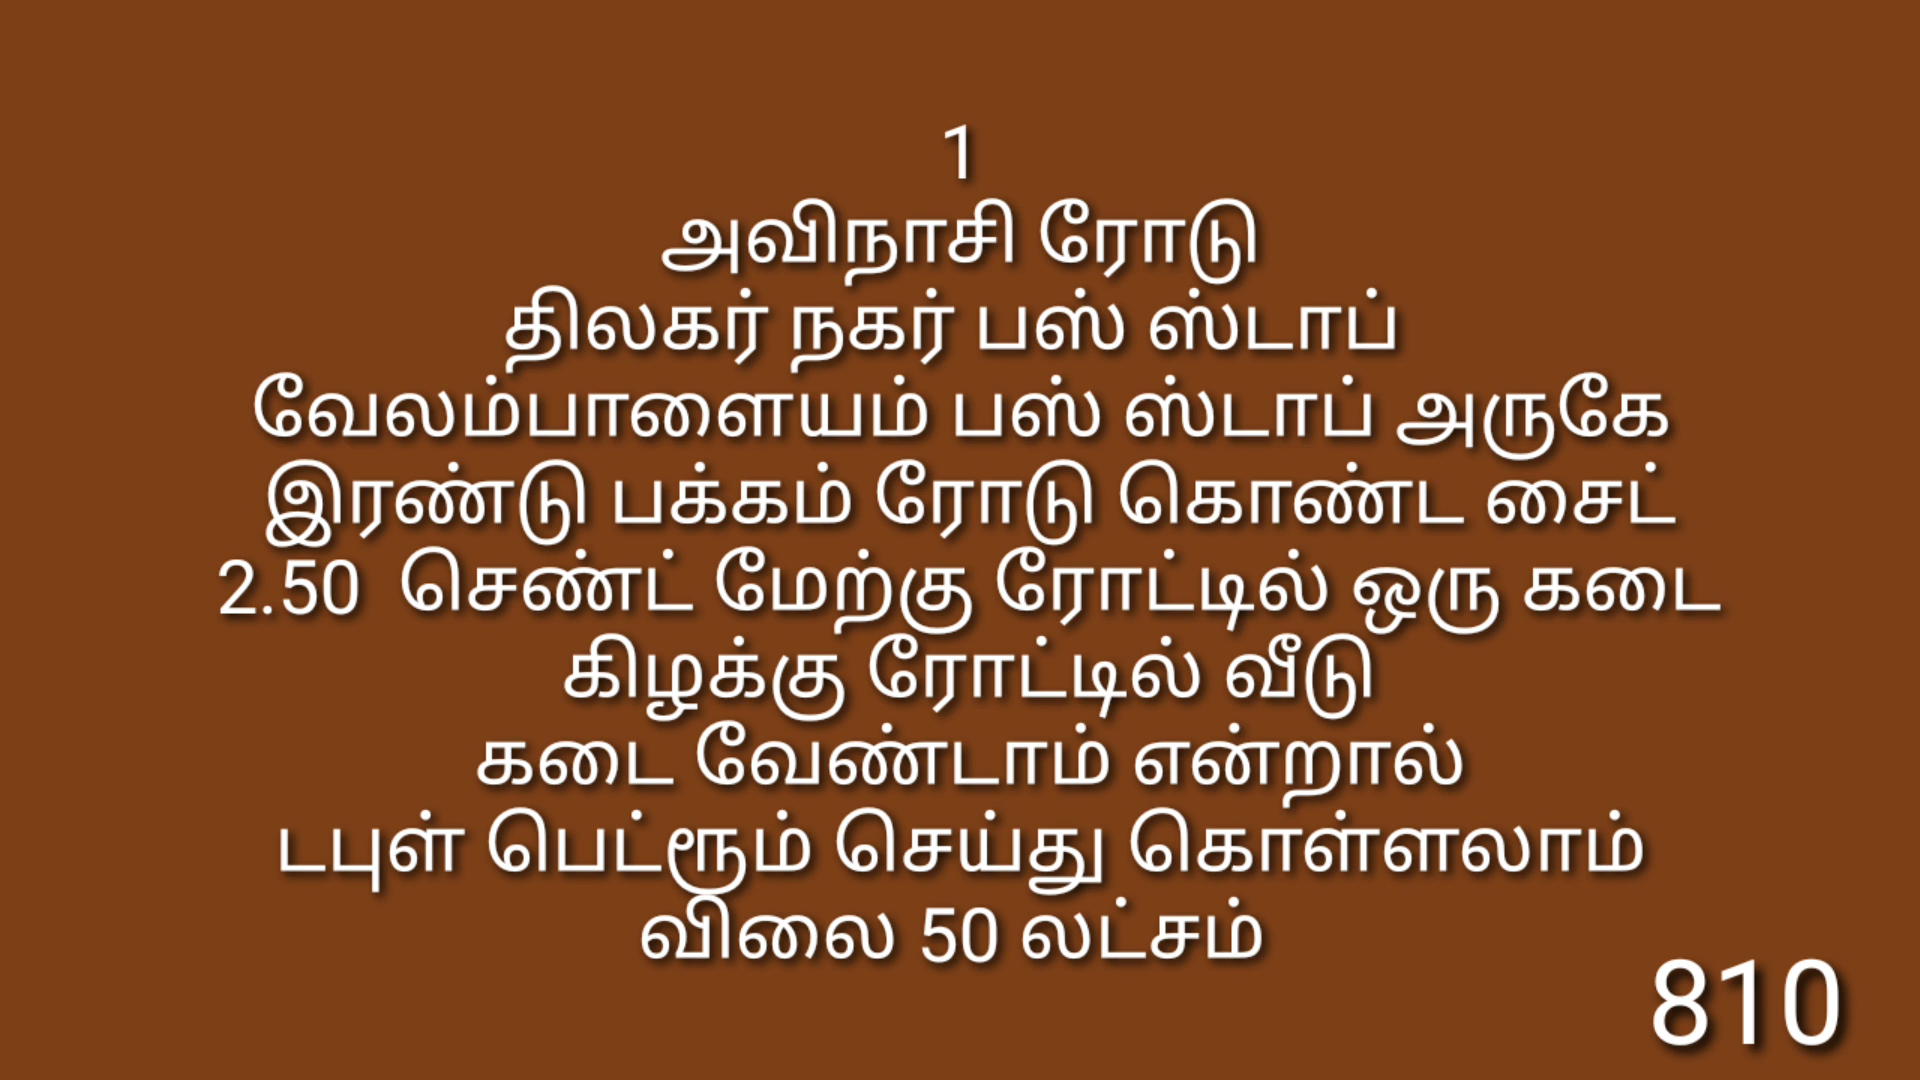 1
அவிநாசி ரோடு
திலகர் நகர் பஸ் ஸ்டாப்
வேலம்பாளையம் பஸ் ஸ்டாப் அருகே
இரண்டு பக்கம் ரோடு கொண்ட சைட்
2.50 செண்ட் மேற்கு ரோட்டில் ஒரு கடை
கிழக்கு ரோட்டில் வீடு
கடை வேண்டாம் என்றால்
டபுள் பெட்ரூம் செய்து கொள்ளலாம்
விலை 50 லட்சம்
810